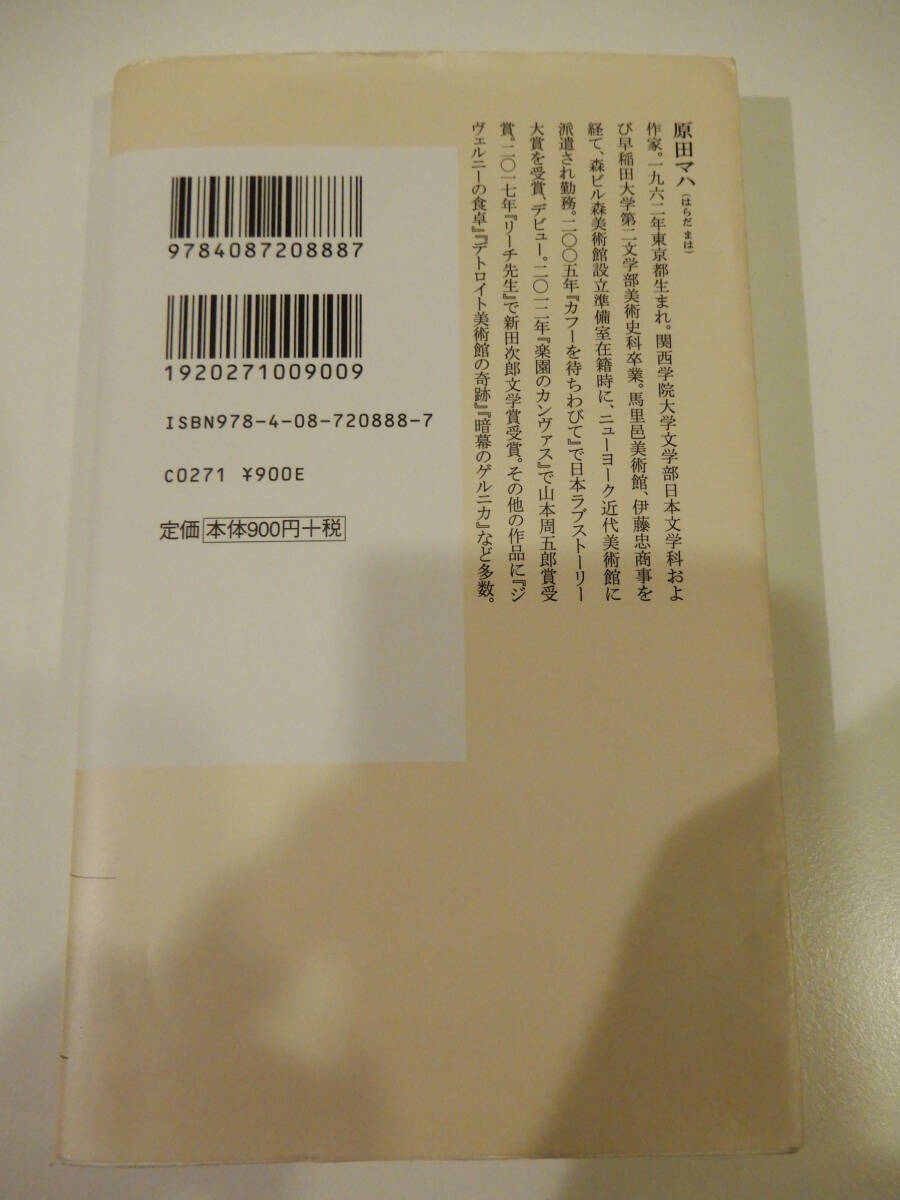 原田マハ(はらだ まは)
作家。一九六二年東京都生まれ。関西学院大学文学部日本文学科およ
び早稲田大学第二文学部美術史科卒業。馬里邑美術館、伊藤忠商事を
経て、森ビル森美術館設立準備室在籍時に、ニューヨーク近代美術館に
派遣され勤務。二〇〇五年『カフーを待ちわびて』で日本ラブストーリー
大賞を受賞、デビュー。二〇一二年『楽園のカンヴァス』で山本周五郎賞受
賞。二〇一七年『リーチ先生』で新田次郎文学賞受賞。その他の作品に『ジ
ヴェルニーの食卓』『デトロイト美術館の奇跡』『暗幕のゲルニカ』など多数。
9784087208887
1920271009009
ISBN978-4-08-720888-7
C0271 ¥900E
定価 本体900円+税